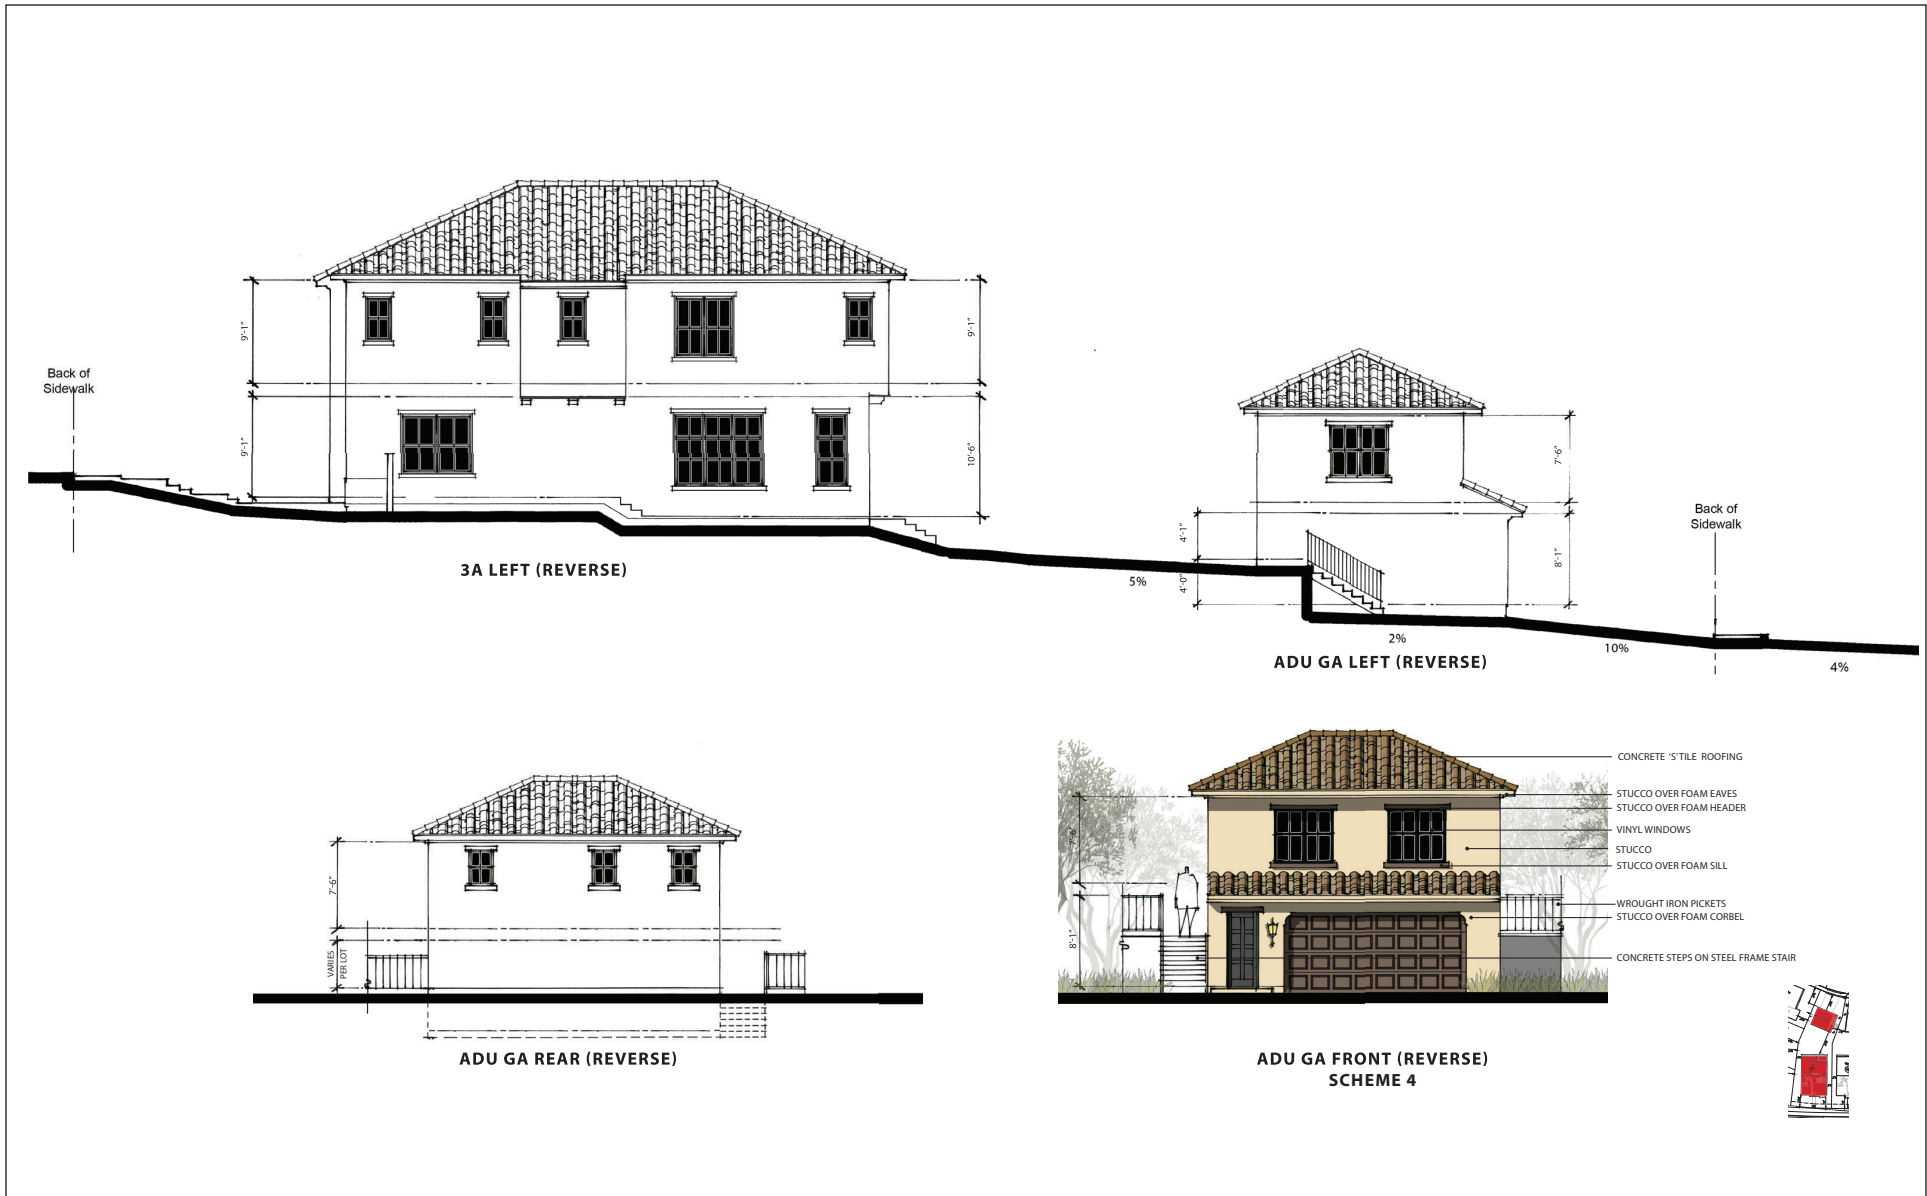 Back of
Sidewalk
9'-1"
9'-1"
9'-1"
10'-6"
3A LEFT (REVERSE)
5%
4'-1"
4'-0"
7'-6"
8'-1"
Back of
Sidewalk
2%
10%
4%
ADU GA LEFT (REVERSE)
7'-6"
VARIES
PER LOT
ADU GA REAR (REVERSE)
7'-6"
8'-1"
CONCRETE 'S' TILE ROOFING
STUCCO OVER FOAM EAVES
STUCCO OVER FOAM HEADER
VINYL WINDOWS
STUCCO
STUCCO OVER FOAM SILL
WROUGHT IRON PICKETS
STUCCO OVER FOAM CORBEL
CONCRETE STEPS ON STEEL FRAME STAIR
ADU GA FRONT (REVERSE)
SCHEME 4